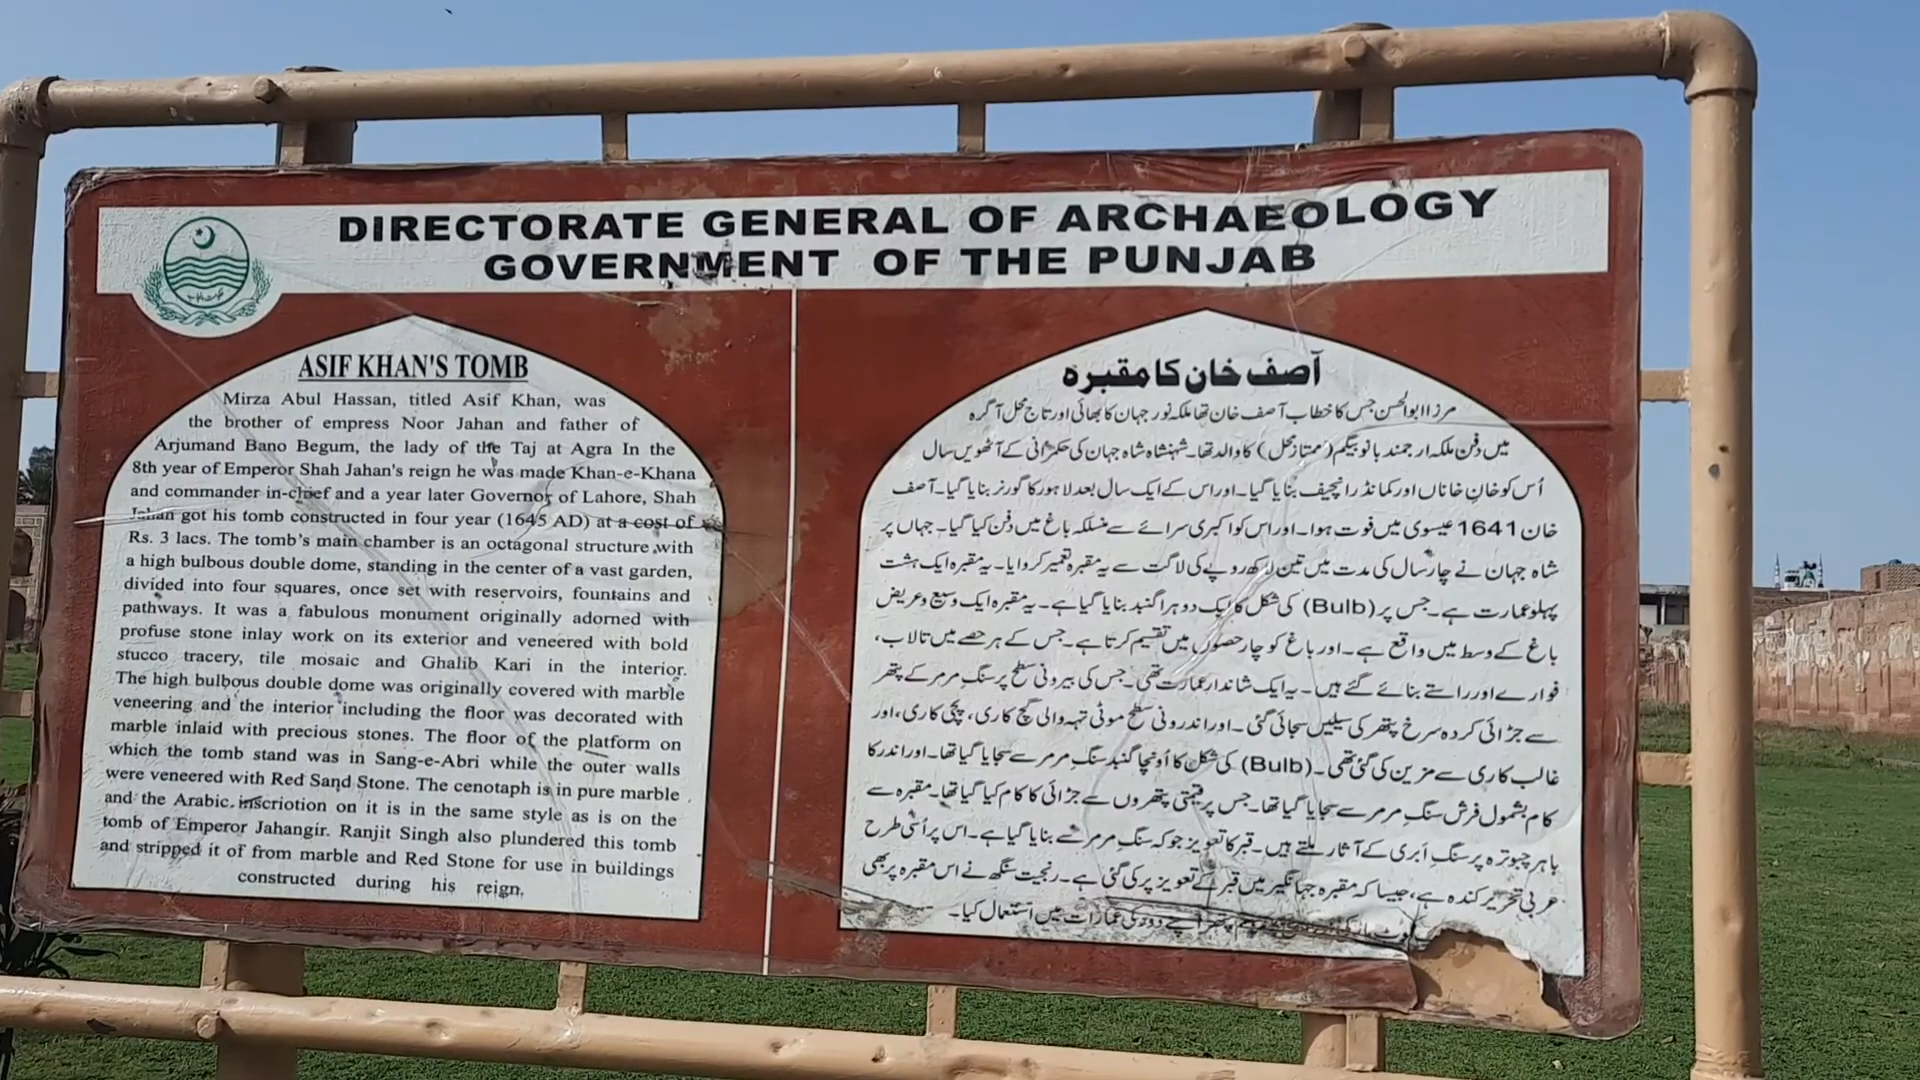 DIRECTORATE GENERAL OF ARCHAEOLOGY
GOVERNMENT OF THE PUNJAB
ASIF KHAN'S TOMB
Mirza Abul Hassan, titled Asif Khan, was
the brother of empress Noor Jahan and father of
Arjumand Bano Begum, the lady of the Taj at Agra In the
8th year of Emperor Shah Jahan's reign he was made Khan-e-Khana
and commander in-chief and a year later Governor of Lahore, Shah
Jahan got his tomb constructed in four year (1645 AD) at a cost of
Rs. 3 lacs. The tomb's main chamber is an octagonal structure with
a high bulbous double dome, standing in the center of a vast garden,
divided into four squares, once set with reservoirs, fountains and
pathways. It was a fabulous monument originally adorned with
profuse stone inlay work on its exterior and veneered with bold
stucco tracery, tile mosaic and Ghalib Kari in the interior.
The high bulbous double dome was originally covered with marble
veneering and the interior including the floor was decorated with
marble inlaid with precious stones. The floor of the platform on
which the tomb stand was in Sang-e-Abri while the outer walls
were veneered with Red Sand Stone. The cenotaph is in pure marble
and the Arabic inscriotion on it is in the same style as is on the
tomb of Emperor Jahangir. Ranjit Singh also plundered this tomb
and stripped it of from marble and Red Stone for use in buildings
constructed during his reign.
آصف خان کا مقبرہ
مرزا ابوالحسن جس کا خطاب آصف خان تھا ملکہ نور جہان کا بھائی اور تاج محل آگرہ
میں دفن ملکہ ارجمند بانو بیگم (ممتاز محل) کا والد تھا۔ شہنشاہ شاہ جہان کی حکمرانی کے آٹھویں سال
اُس کو خانِ خاناں اور کمانڈر انچیف بنایا گیا۔ اور اس کے ایک سال بعد لاہور کا گورنر بنایا گیا۔ آصف
خان 1641 عیسوی میں فوت ہوا۔ اور اس کو اکبری سرائے سے منسلکہ باغ میں دفن کیا گیا۔ جہاں پر
شاہ جہان نے چار سال کی مدت میں تین لاکھ روپے کی لاگت سے یہ مقبرہ تعمیر کروایا۔ یہ مقبرہ ایک ہشت
پہلو عمارت ہے۔ جس پر (Bulb) کی شکل کا ایک دوہرا گنبد بنایا گیا ہے۔ یہ مقبرہ ایک وسیع و عریض
باغ کے وسط میں واقع ہے۔ اور باغ کو چار حصوں میں تقسیم کرتا ہے۔ جس کے ہر حصے میں تالاب،
فوارے اور راستے بنائے گئے ہیں۔ یہ ایک شاندار عمارت تھی۔ جس کی بیرونی سطح پر سنگِ مرمر کے پتھر
سے جڑائی کردہ سرخ پتھر کی سیلیں سجائی گئی۔ اور اندرونی سطح موٹی تہہ والی گچ کاری، پچی کاری، اور
غالب کاری سے مزین کی گئی تھی۔ (Bulb) کی شکل کا اُونچا گنبد سنگِ مرمر سے سجایا گیا تھا۔ اور اندر کا
کام بشمول فرش سنگِ مرمر سے سجایا گیا تھا۔ جس پر قیمتی پتھروں سے جڑائی کا کام کیا گیا تھا۔ مقبرہ سے
باہر چبوترہ پر سنگِ ابری کے آثار ملتے ہیں۔ قبر کا تعویز جو کہ سنگِ مرمر سے بنایا گیا ہے۔ اس پر اُسی طرح
عربی تحریر کندہ ہے، جیسا کہ مقبرہ جہانگیر میں قبر کے تعویز پر کی گئی ہے۔ رنجیت سنگھ نے اس مقبرہ پر بھی
اپنے دور کی عمارات میں استعمال کیا۔